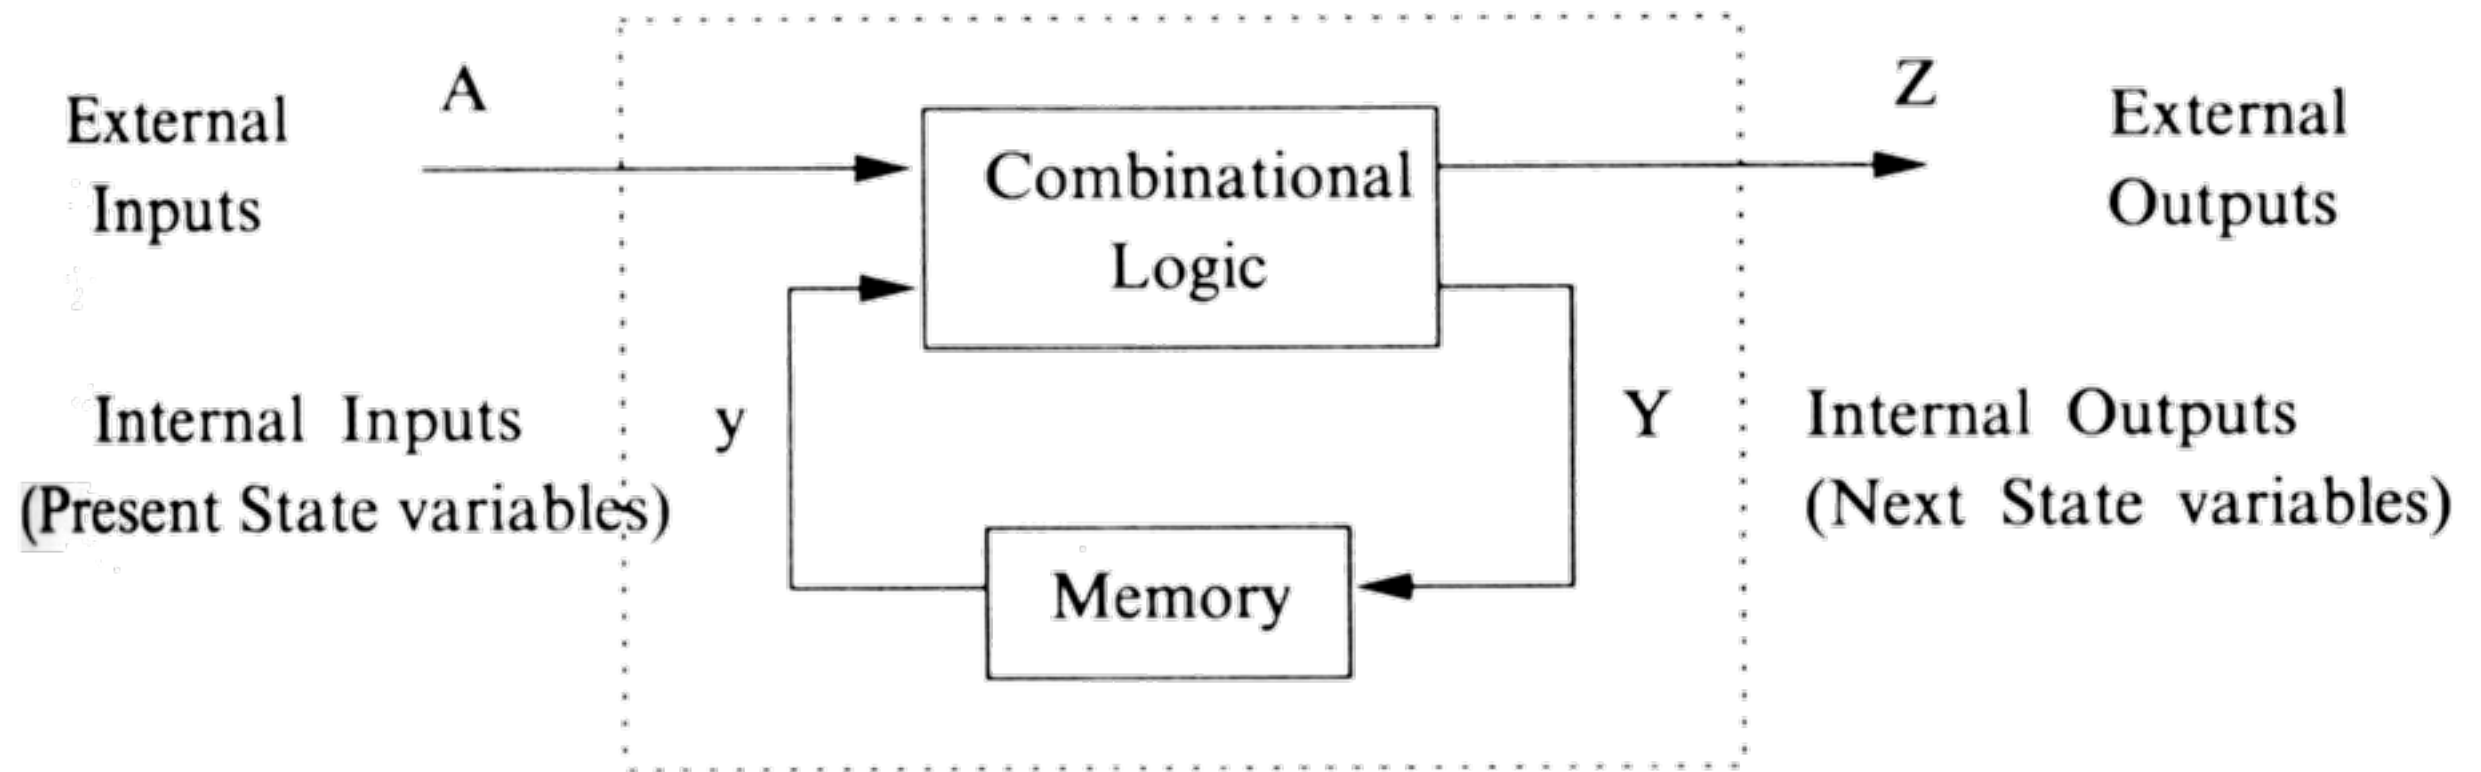 External
Inputs
A
Combinational
Logic
Z
External
Outputs
Internal Inputs
(Present State variables)
y
Y
Internal Outputs
(Next State variables)
Memory